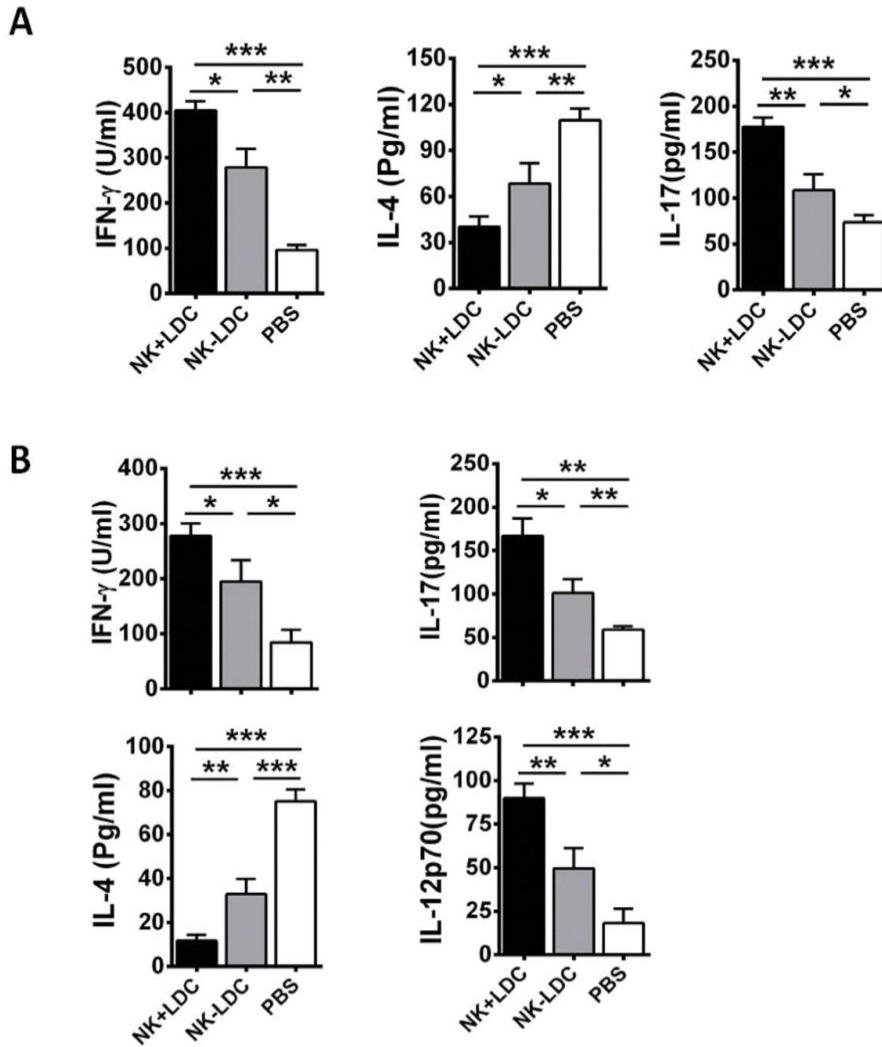 A
IFN-γ (U/ml)
500
400
300
200
100
0
***
* **
NK+LDC
NK-LDC
PBS
IL-4 (Pg/ml)
150
120
90
60
30
0
***
* **
NK+LDC
NK-LDC
PBS
IL-17(pg/ml)
250
200
150
100
50
0
***
** *
NK+LDC
NK-LDC
PBS
B
IFN-γ (U/ml)
400
300
200
100
0
***
* *
IL-17(pg/ml)
250
200
150
100
50
0
**
* **
IL-4 (Pg/ml)
100
80
60
40
20
0
***
** ***
NK+LDC
NK-LDC
PBS
IL-12p70(pg/ml)
125
100
75
50
25
0
***
** *
NK+LDC
NK-LDC
PBS